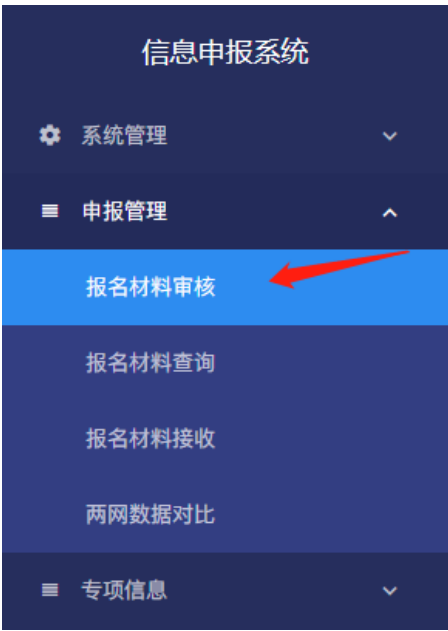 信息申报系统
系统管理
申报管理
报名材料审核
报名材料查询
报名材料接收
两网数据对比
专项信息